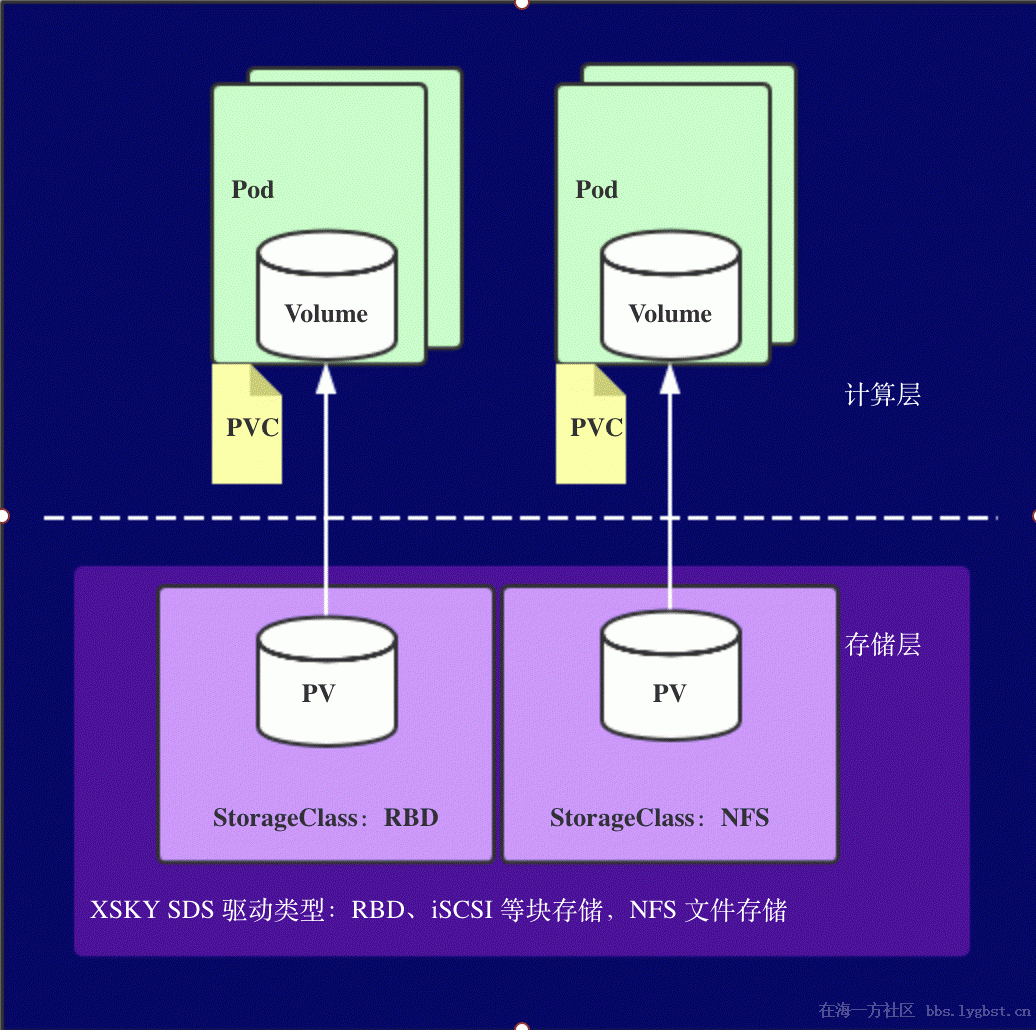 Pod
Pod
Volume
Volume
计算层
PVC
PVC
存储层
PV
PV
StorageClass：RBD
StorageClass：NFS
XSKY SDS 驱动类型：RBD、iSCSI 等块存储，NFS 文件存储
在海一方社区 bbs.lygbst.cn